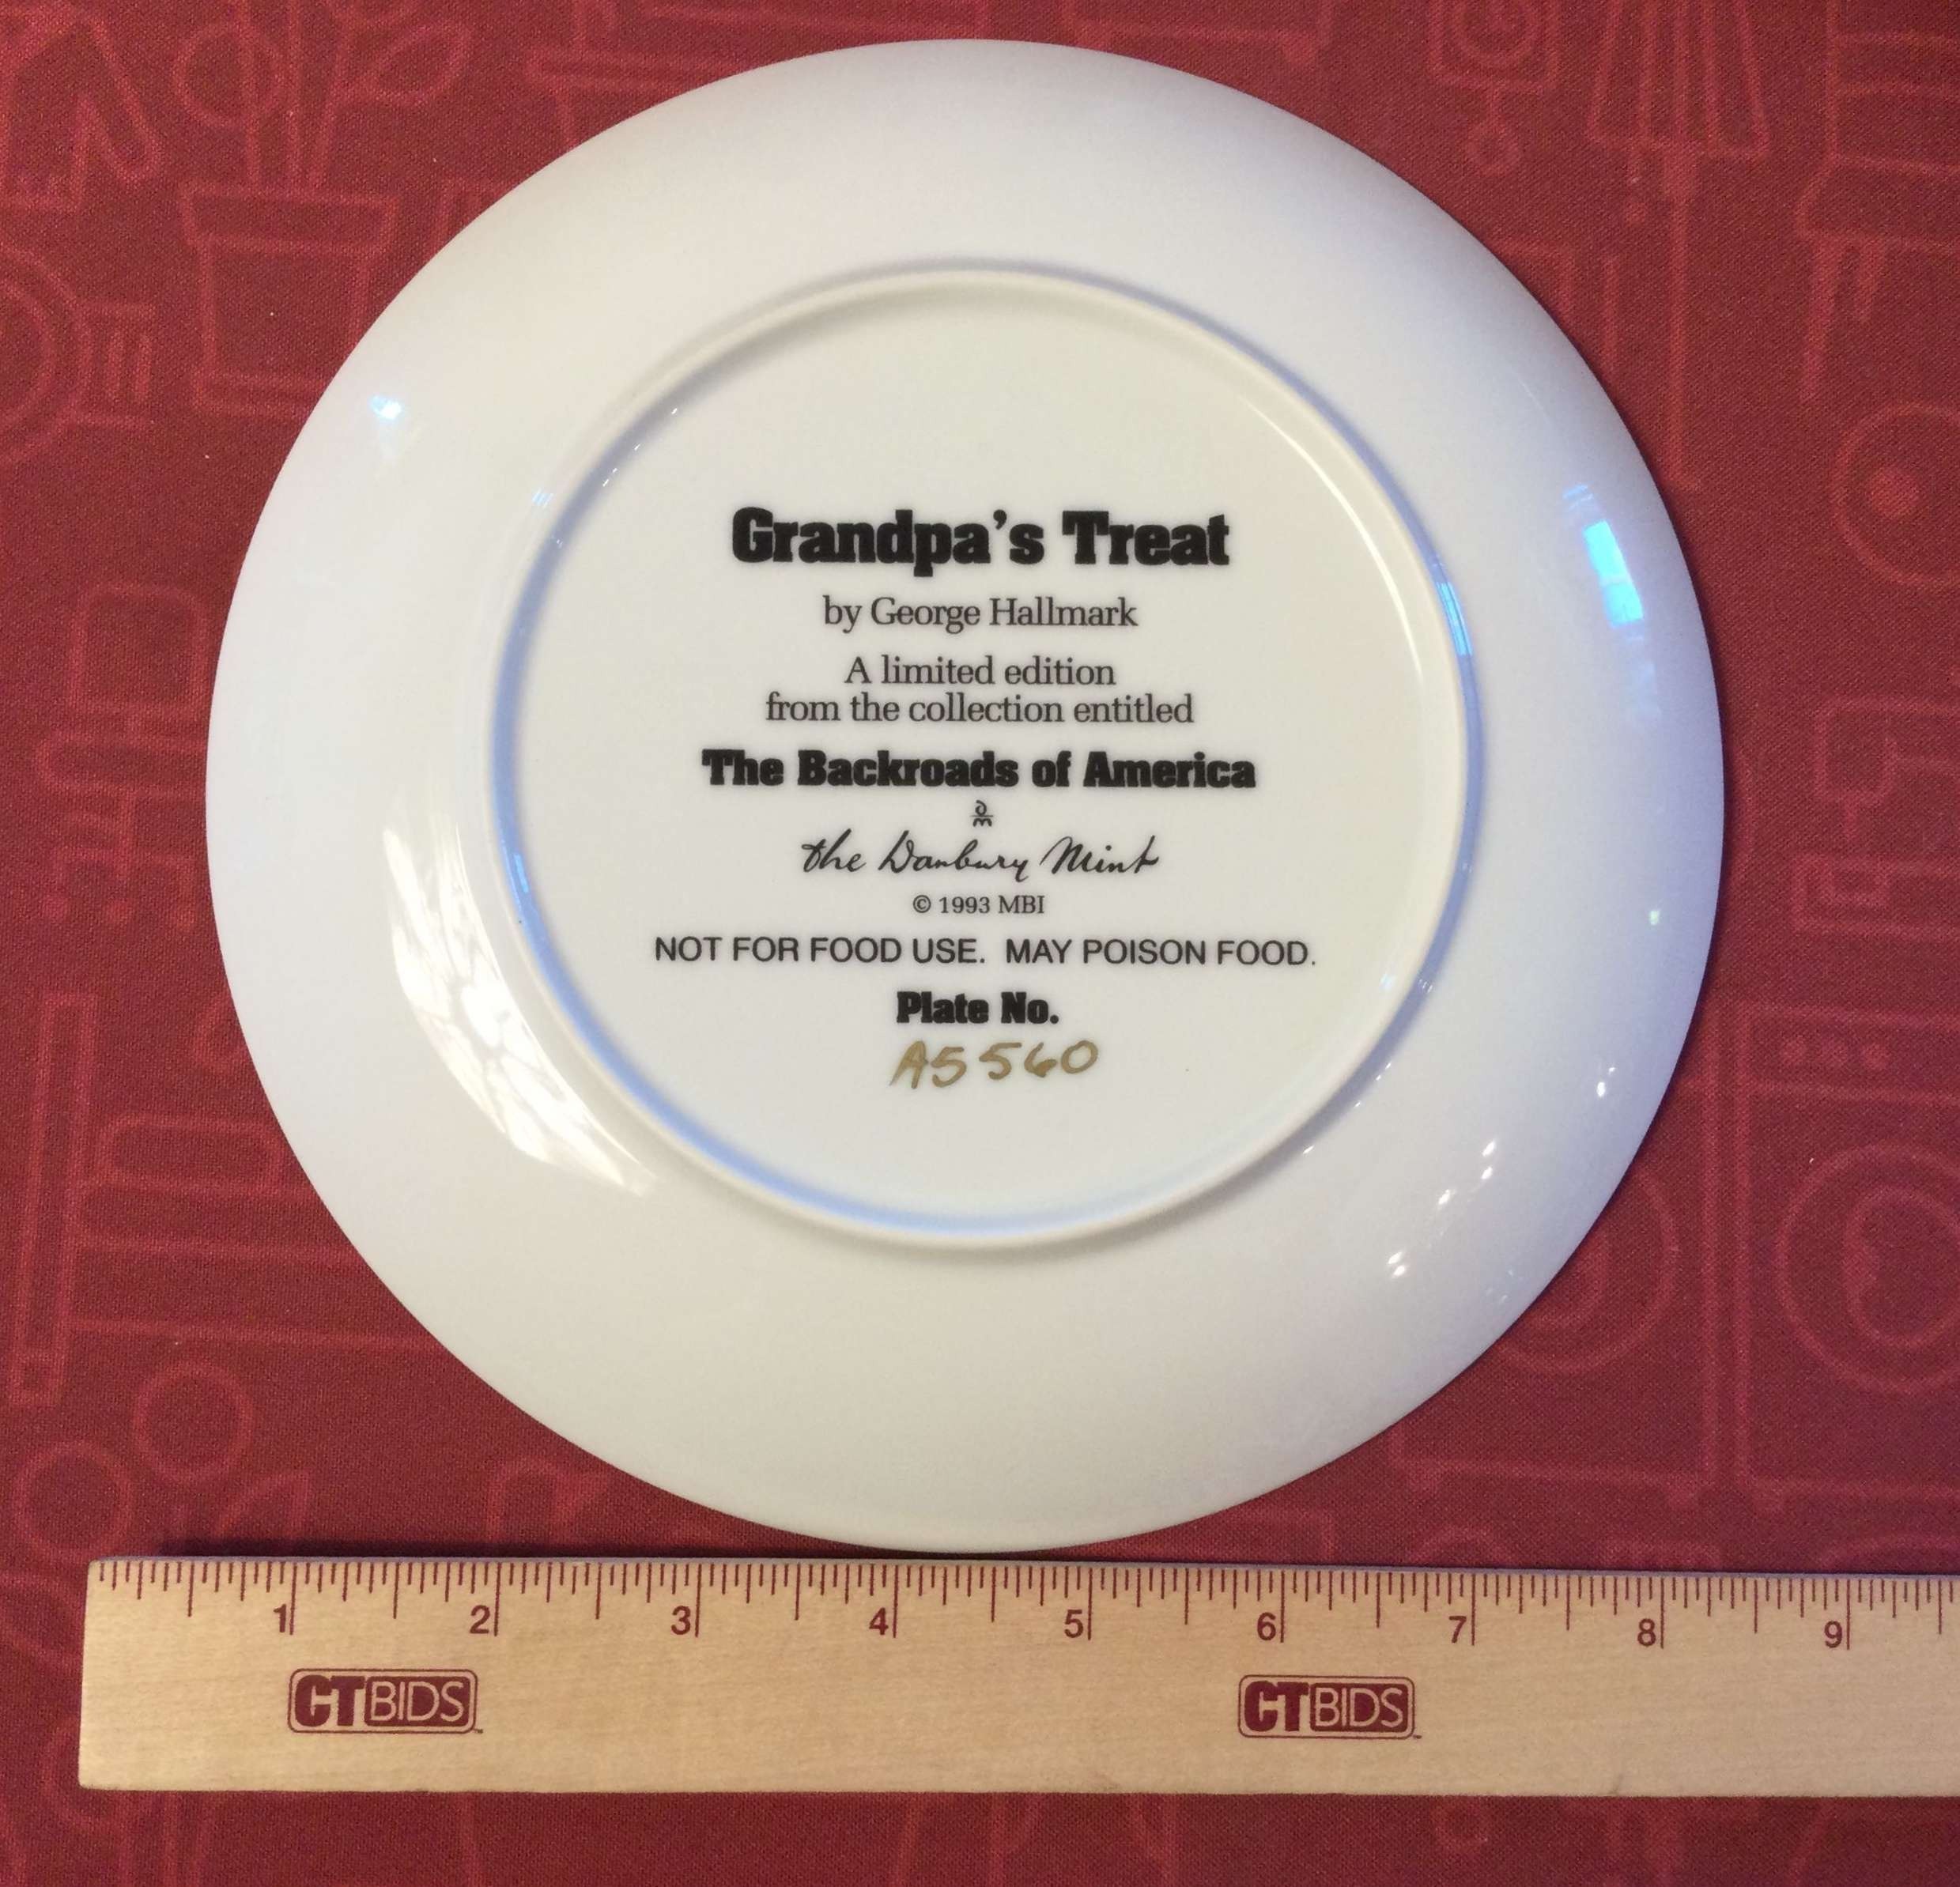 Grandpa's Treat
by George Hallmark
A limited edition
from the collection entitled
The Backroads of America
dm
the Danbury Mint
© 1993 MBI
NOT FOR FOOD USE. MAY POISON FOOD.
Plate No.
A5560
1 2 3 4 5 6 7 8 9
CTBIDS CTBIDS